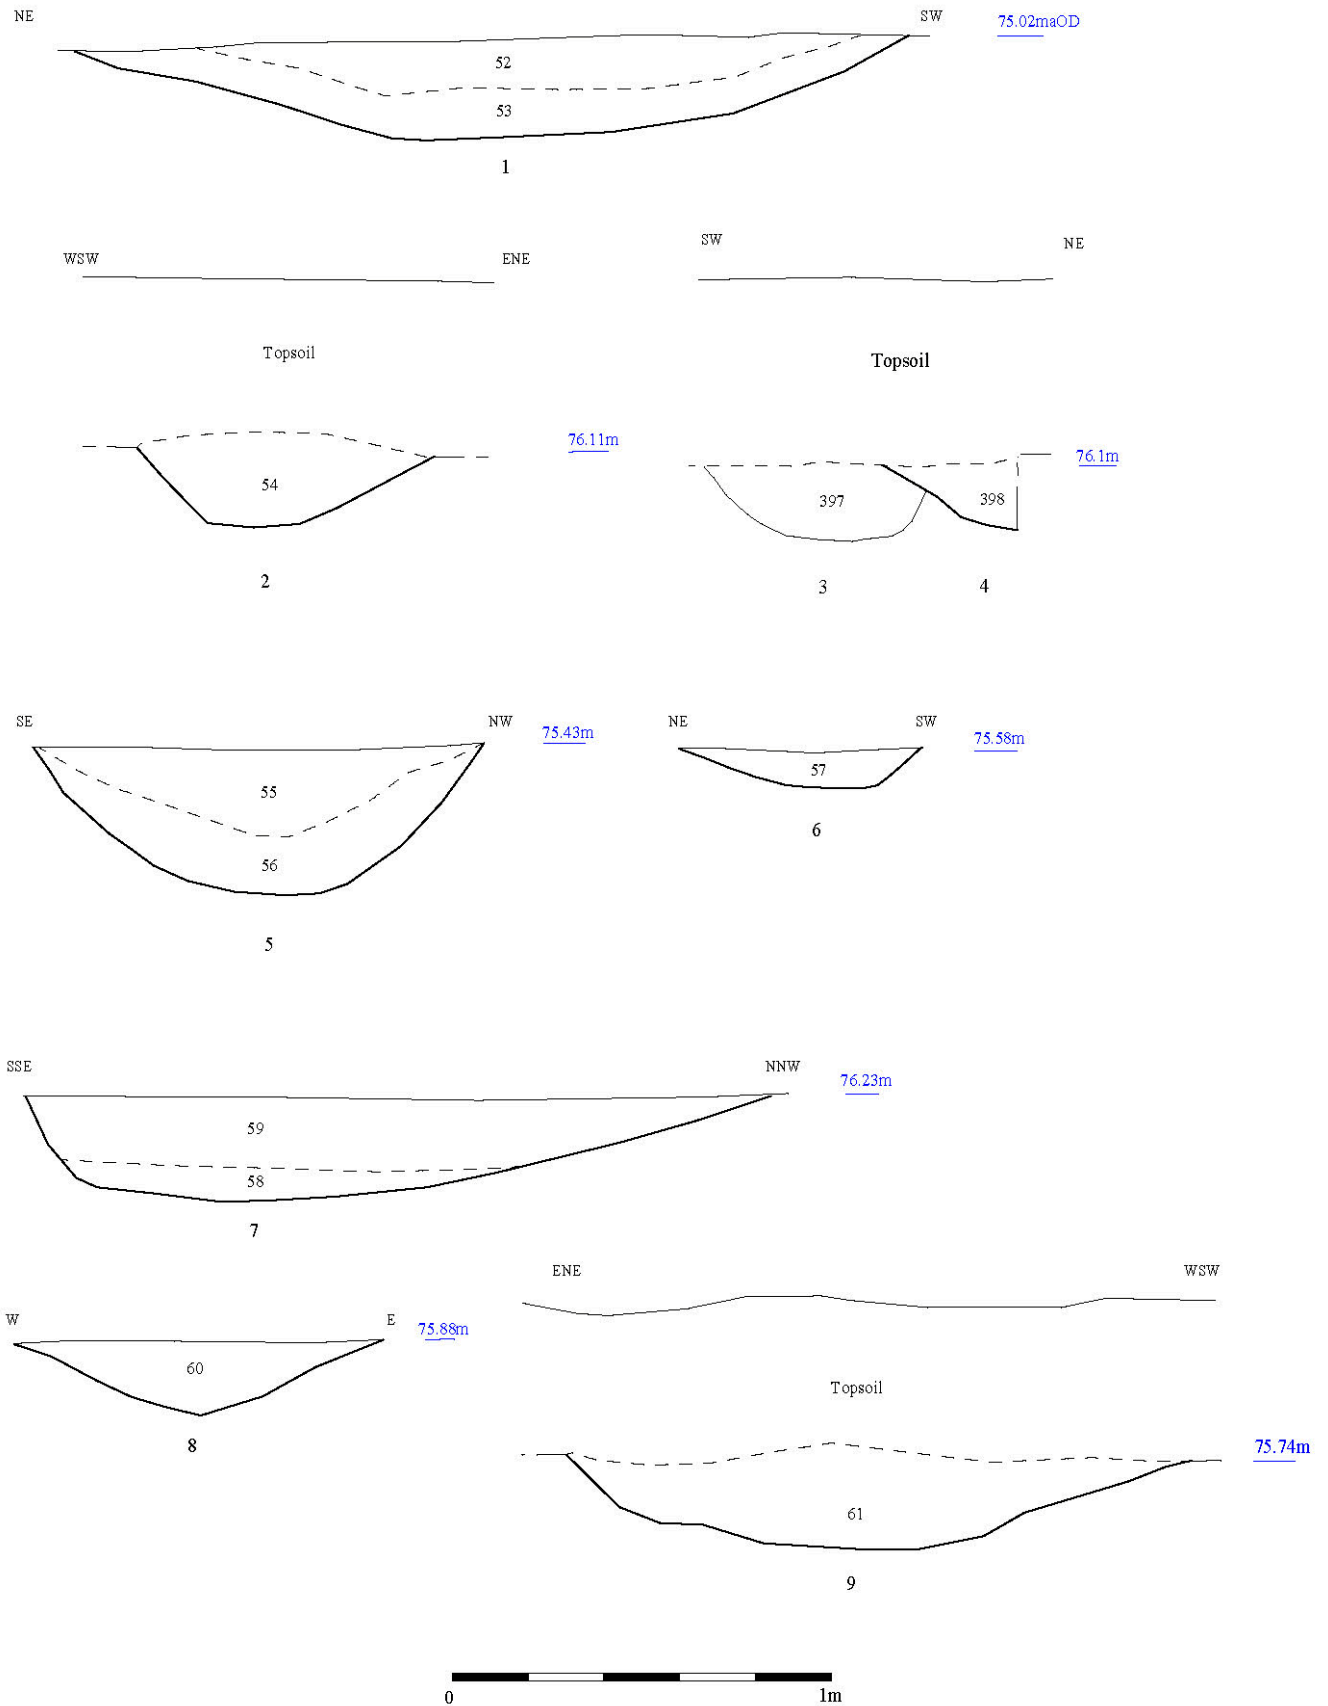 NE SW 75.02maOD
52
53
1
WSW ENE SW NE
Topsoil Topsoil
76.11m 76.1m
54 397 398
2 3 4
SE NW 75.43m NE SW 75.58m
55 57
56 6
5
SSE NNW 76.23m
59
58
7
ENE WSW
W E 75.88m
60 Topsoil
8 75.74m
61
9
0 1m